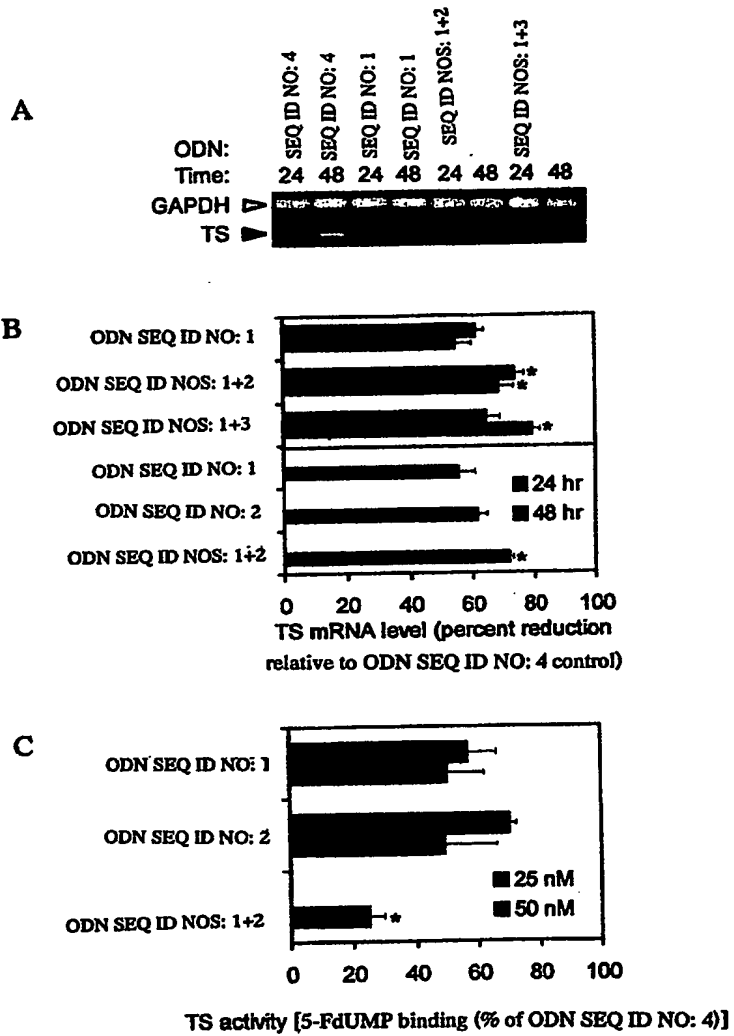 A
ODN:
SEQ ID NO: 4
SEQ ID NO: 4
SEQ ID NO: 1
SEQ ID NO: 1
SEQ ID NOS: 1+2
SEQ ID NOS: 1+3
Time: 24 48 24 48 24 48 24 48
GAPDH
TS
B
ODN SEQ ID NO: 1
ODN SEQ ID NOS: 1+2
ODN SEQ ID NOS: 1+3
ODN SEQ ID NO: 1
ODN SEQ ID NO: 2
ODN SEQ ID NOS: 1+2
* * * *
24 hr
48 hr
0 20 40 60 80 100
TS mRNA level (percent reduction
relative to ODN SEQ ID NO: 4 control)
C
ODN SEQ ID NO: 1
ODN SEQ ID NO: 2
ODN SEQ ID NOS: 1+2
*
25 nM
50 nM
0 20 40 60 80 100
TS activity [5-FdUMP binding (% of ODN SEQ ID NO: 4)]